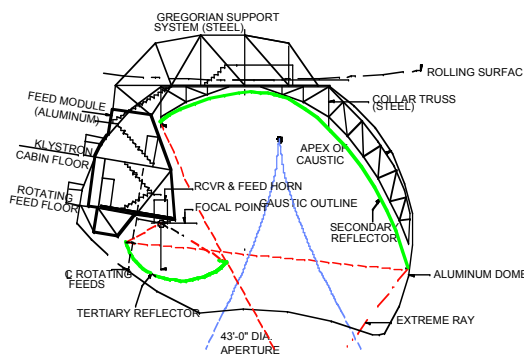 GREGORIAN SUPPORT
SYSTEM (STEEL)
ROLLING SURFAC
FEED MODULE
(ALUMINUM)
COLLAR TRUSS
(STEEL)
KLYSTRON
CABIN FLOOR
APEX OF
CAUSTIC
ROTATING
FEED FLOOR
RCVR & FEED HORN
FOCAL POINT
CAUSTIC OUTLINE
SECONDAR
REFLECTOR
℄ ROTATING
FEEDS
ALUMINUM DOME
TERTIARY REFLECTOR
EXTREME RAY
43'-0" DIA.
APERTURE